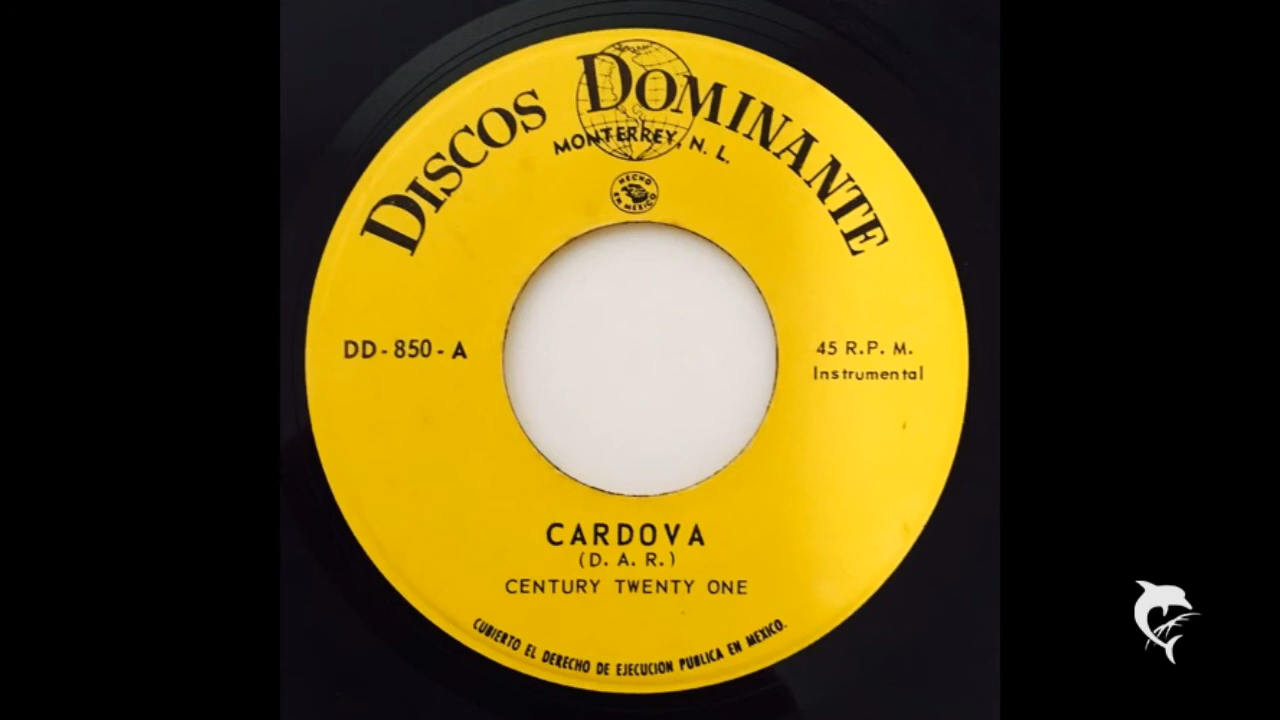 DISCOS DOMINANTE
MONTERREY, N. L.
HECHO
EN MEXICO
DD-850-A
45 R.P. M.
Instrumental
CARDOVA
(D. A. R.)
CENTURY TWENTY ONE
CUBIERTO EL DERECHO DE EJECUCION PUBLICA EN MEXICO.